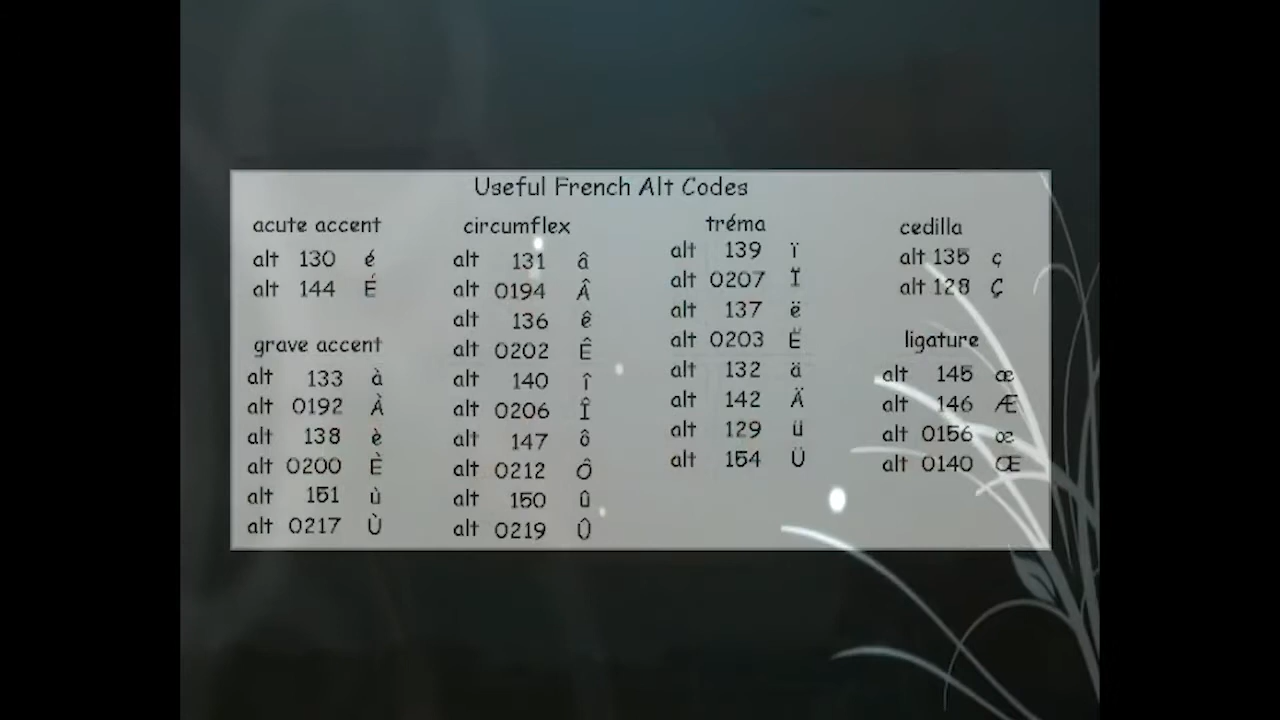 Useful French Alt Codes
acute accent
alt 130 é
alt 144 É
grave accent
alt 133 à
alt 0192 À
alt 138 è
alt 0200 È
alt 151 ù
alt 0217 Ù
circumflex
alt 131 â
alt 0194 Â
alt 136 ê
alt 0202 Ê
alt 140 î
alt 0206 Î
alt 147 ô
alt 0212 Ô
alt 150 û
alt 0219 Û
tréma
alt 139 ï
alt 0207 Ï
alt 137 ë
alt 0203 Ë
alt 132 ä
alt 142 Ä
alt 129 ü
alt 154 Ü
cedilla
alt 135 ç
alt 128 Ç
ligature
alt 145 æ
alt 146 Æ
alt 0156 œ
alt 0140 Œ